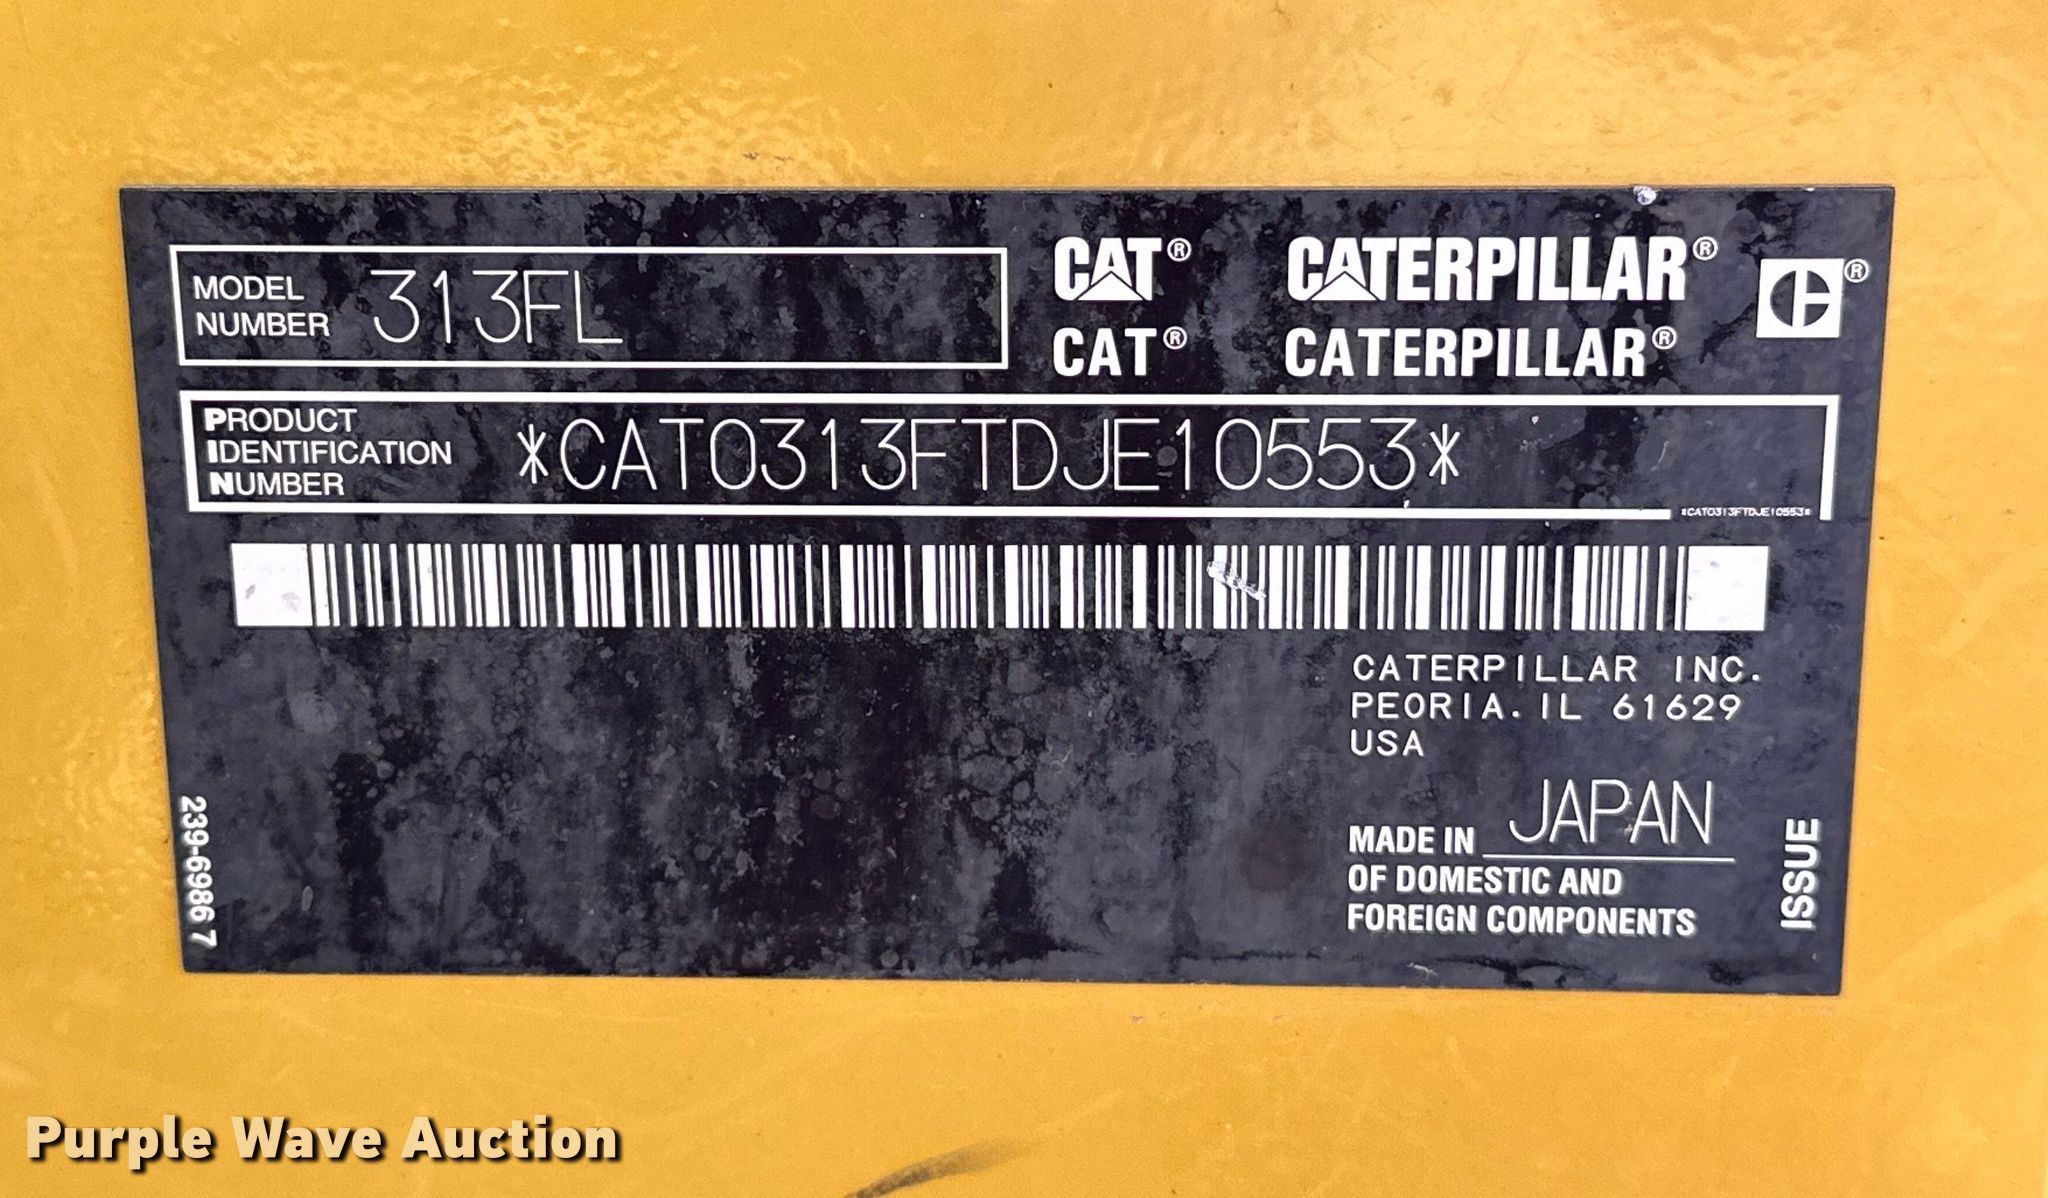 MODEL
NUMBER
313FL
CAT® CATERPILLAR®
CAT® CATERPILLAR®
®
PRODUCT
IDENTIFICATION
NUMBER
*CAT0313FTDJE10553*
*CAT0313FTDJE10553*
CATERPILLAR INC.
PEORIA. IL 61629
USA
MADE IN JAPAN
OF DOMESTIC AND
FOREIGN COMPONENTS
239-6986 7
ISSUE
Purple Wave Auction